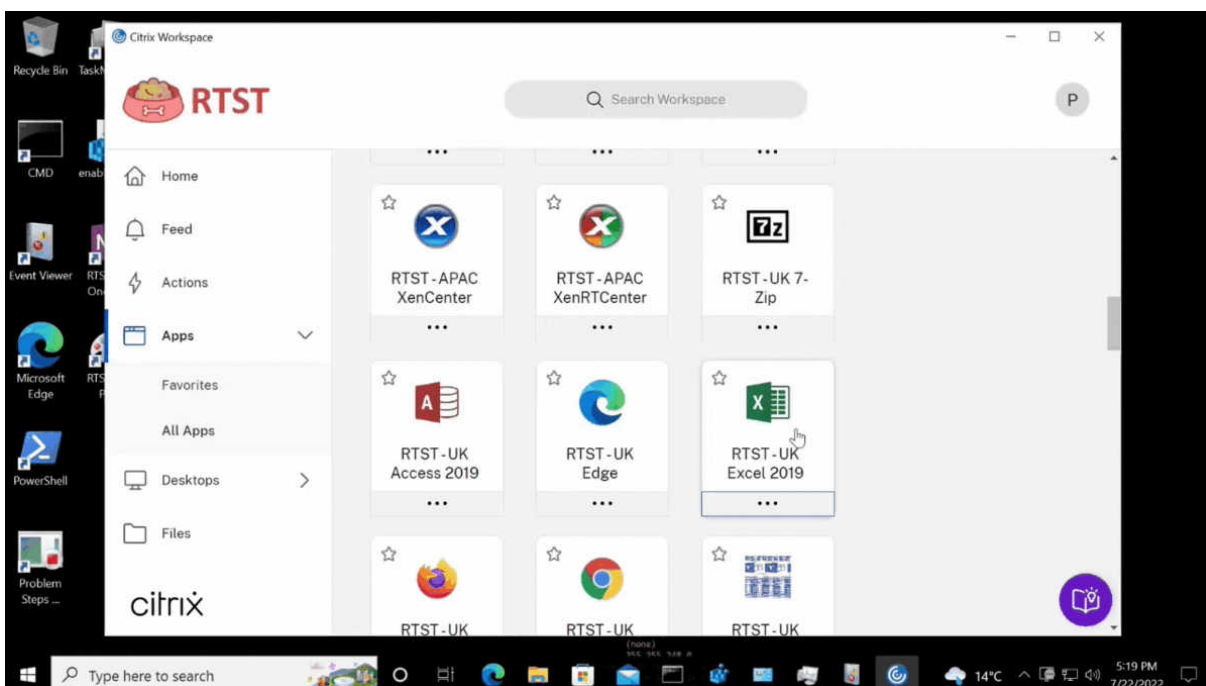 Recycle Bin
CMD
Event Viewer
Microsoft
Edge
PowerShell
Problem
Steps ...
Citrix Workspace
RTST
Search Workspace
P
Home
Feed
Actions
Apps
Favorites
All Apps
Desktops
Files
citrix
RTST - APAC
XenCenter
RTST - APAC
XenRTCenter
RTST - UK 7-
Zip
RTST - UK
Access 2019
RTST - UK
Edge
RTST - UK
Excel 2019
RTST - UK
RTST - UK
RTST - UK
(none)
Type here to search
14°C
5:19 PM
7/22/2022